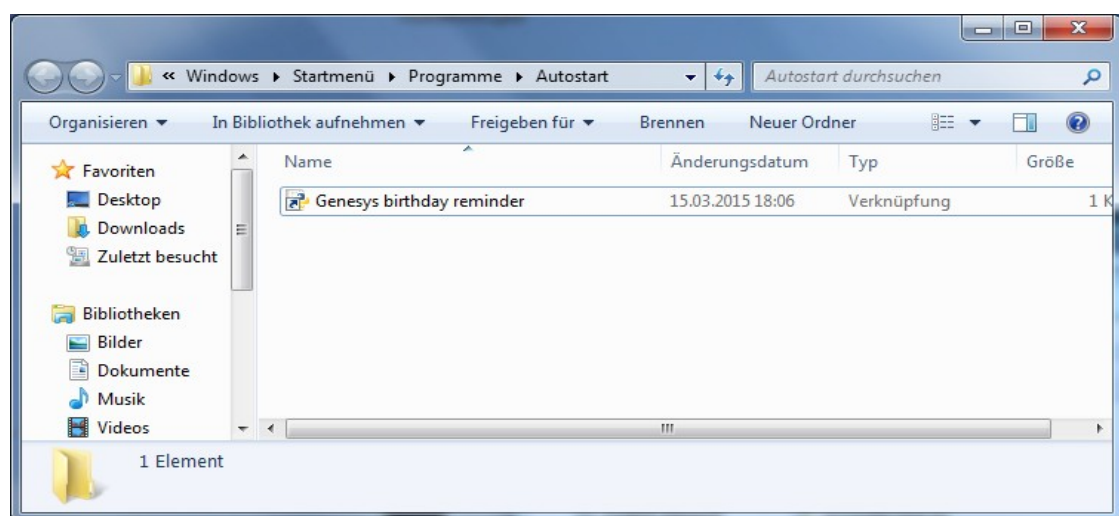 « Windows ▸ Startmenü ▸ Programme ▸ Autostart
Autostart durchsuchen
Organisieren In Bibliothek aufnehmen Freigeben für Brennen Neuer Ordner
Favoriten
Desktop
Downloads
Zuletzt besucht
Bibliotheken
Bilder
Dokumente
Musik
Videos
Name Änderungsdatum Typ Größe
Genesys birthday reminder 15.03.2015 18:06 Verknüpfung 1 K
1 Element